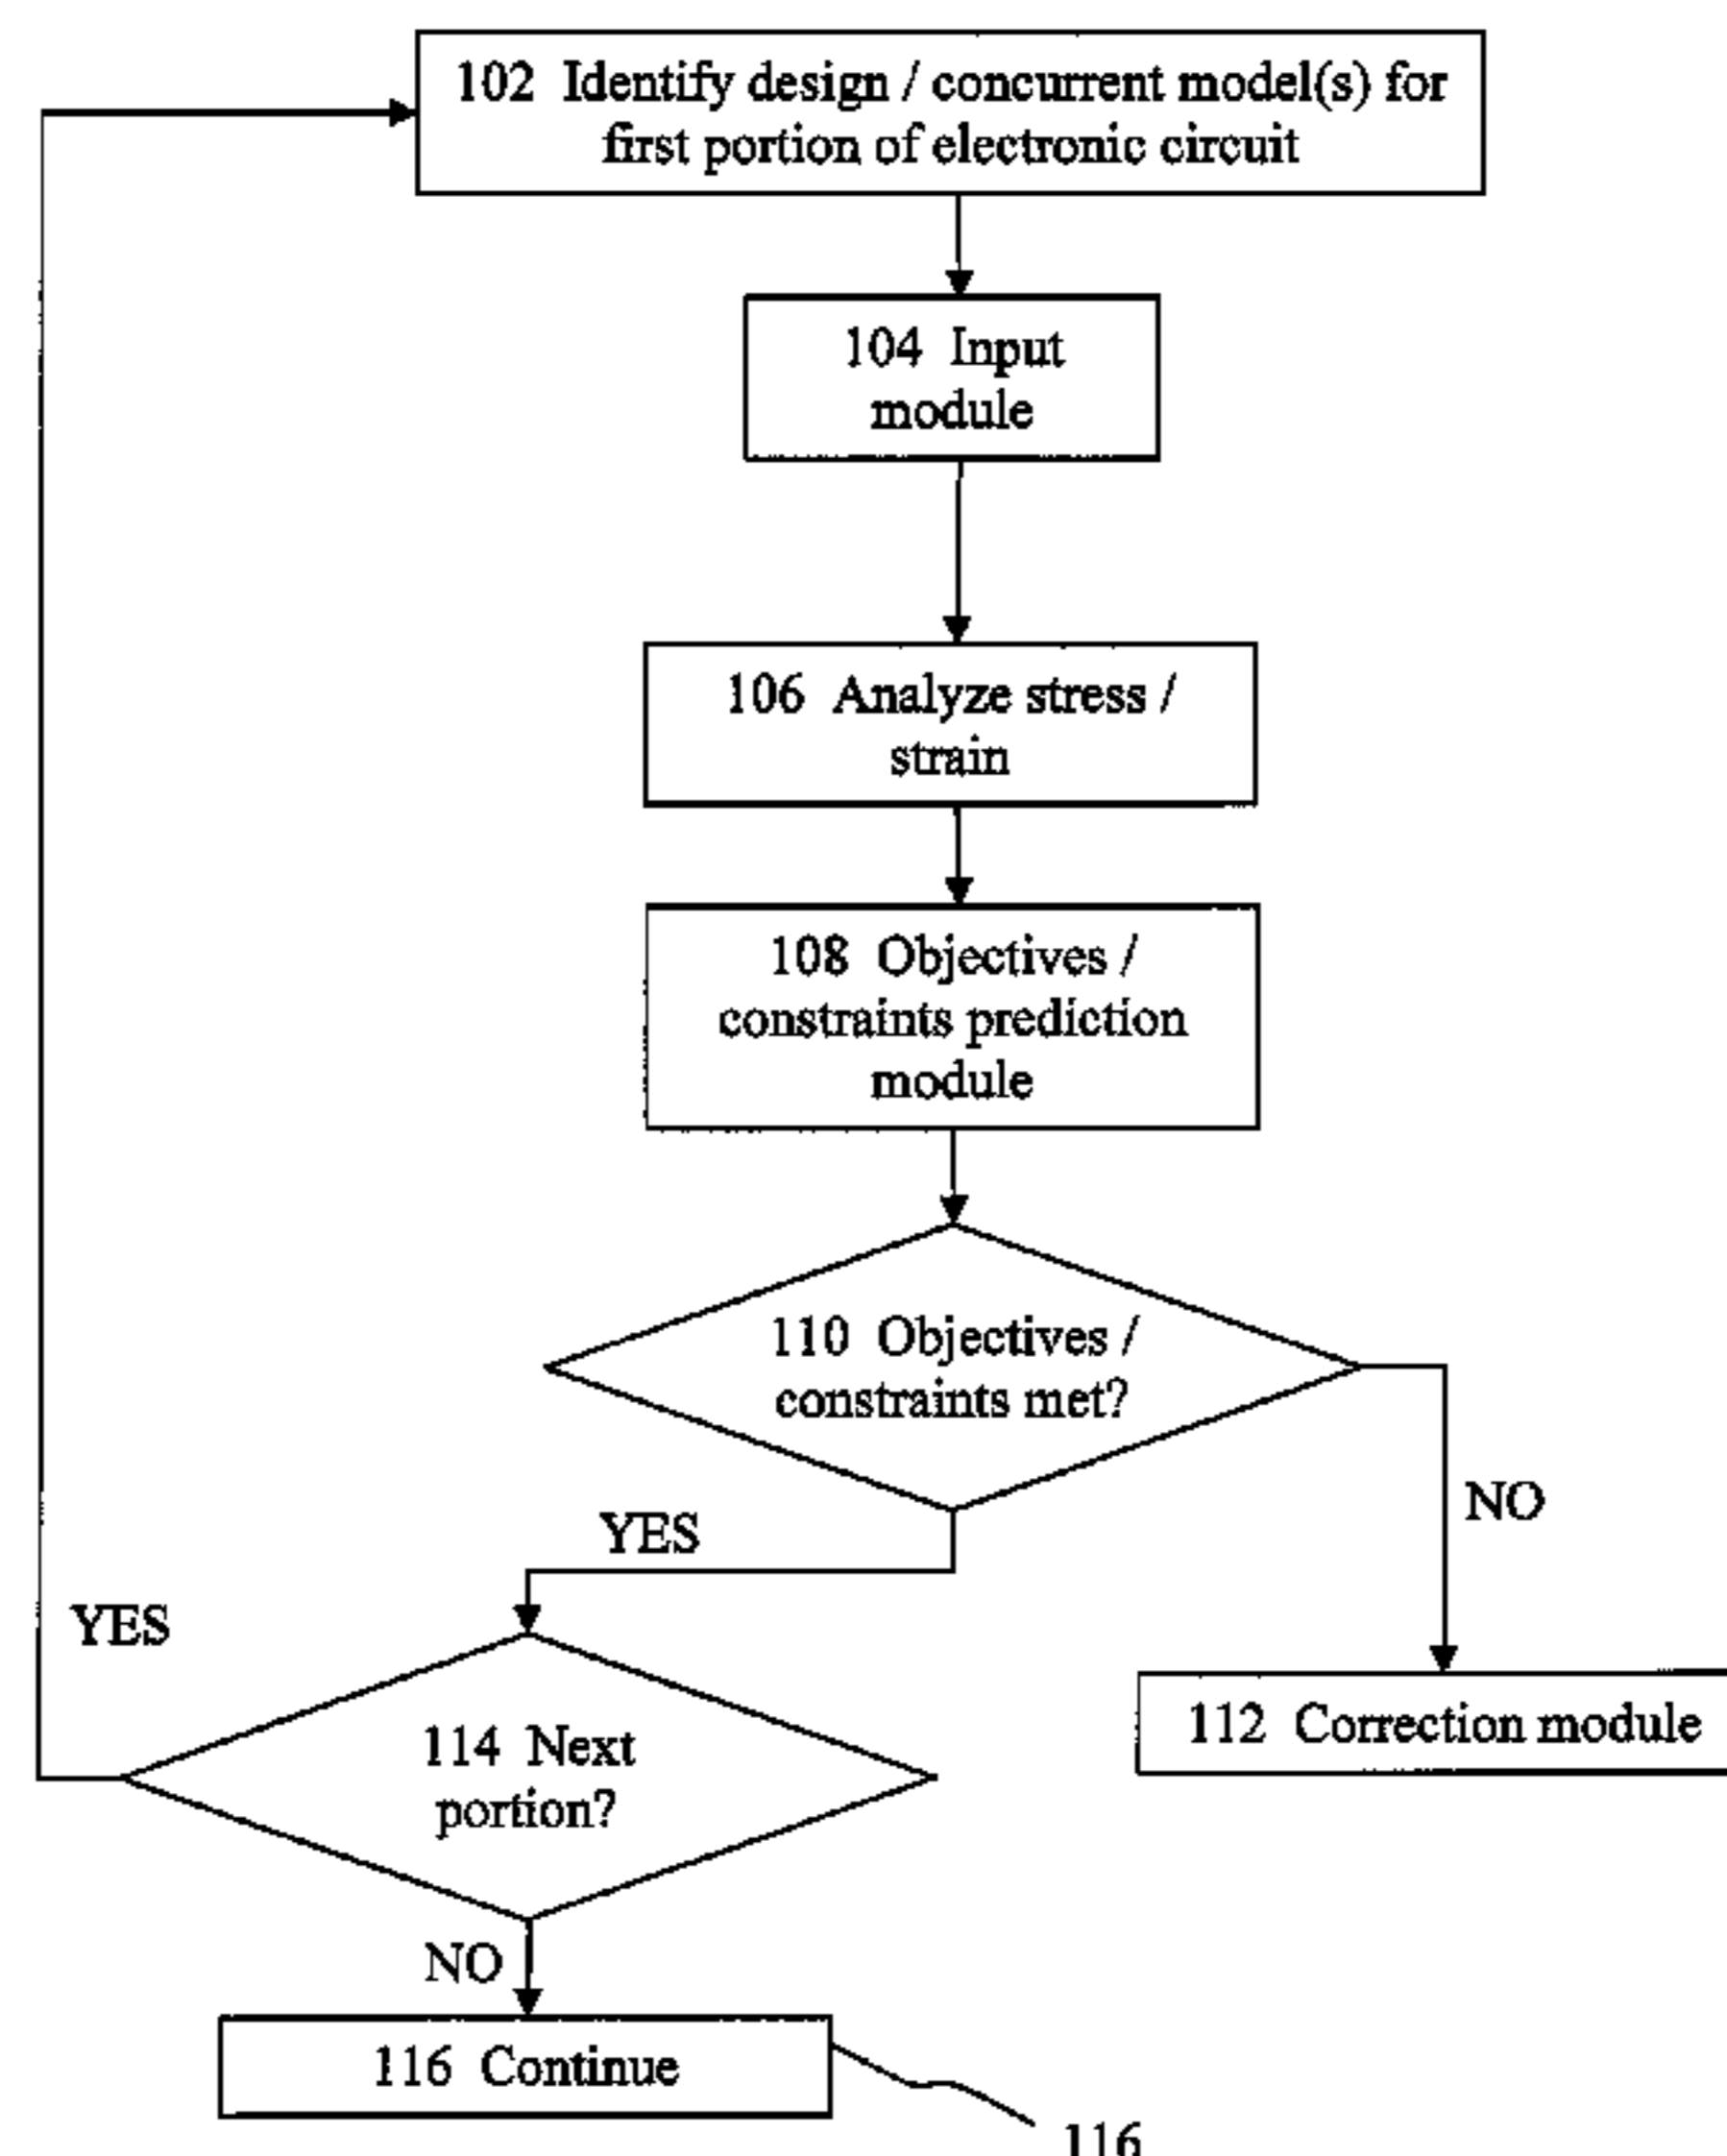 102 Identify design / concurrent model(s) for
first portion of electronic circuit
104 Input
module
106 Analyze stress /
strain
108 Objectives /
constraints prediction
module
110 Objectives /
constraints met?
YES
NO
YES
114 Next
portion?
112 Correction module
NO
116 Continue
116